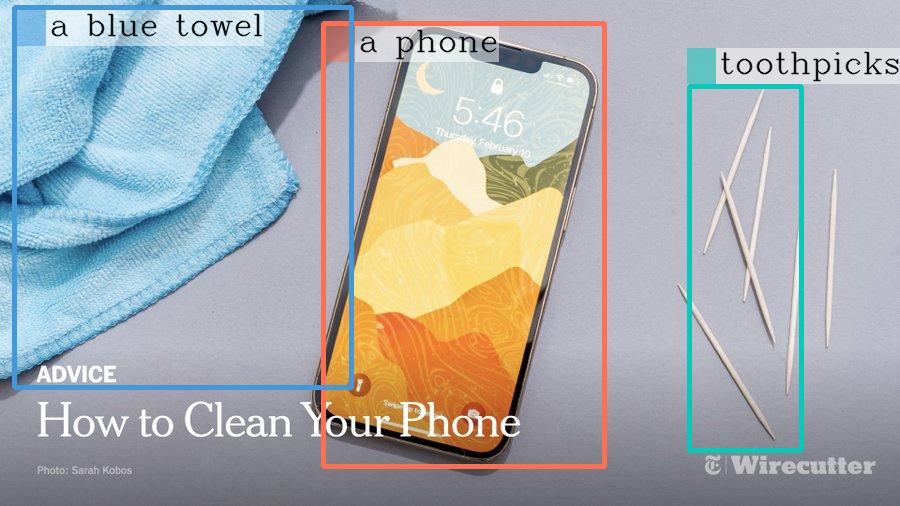 a blue towel
a phone
toothpicks
5:46
Thursday, February 10
ADVICE
How to Clean Your Phone
Photo: Sarah Kobos
Wirecutter